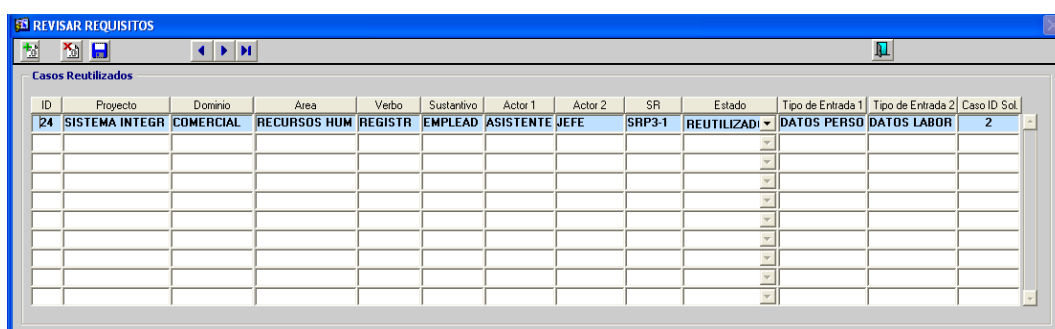 REVISAR REQUISITOS
Casos Reutilizados
ID Proyecto Dominio Area Verbo Sustantivo Actor 1 Actor 2 SR Estado Tipo de Entrada 1 Tipo de Entrada 2 Caso ID Sol.
24 SISTEMA INTEGR COMERCIAL RECURSOS HUM REGISTR EMPLEAD ASISTENTE JEFE SRP3-1 REUTILIZAD DATOS PERSO DATOS LABOR 2